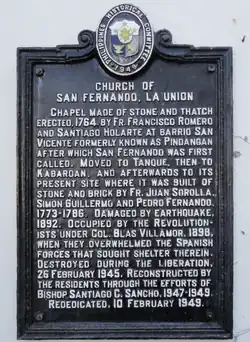 PHILIPPINES HISTORICAL COMMITTEE
CHURCH OF
SAN FERNANDO, LA UNION
CHAPEL MADE OF STONE AND THATCH
ERECTED, 1764 BY FR. FRANCISCO ROMERO
AND SANTIAGO HOLARTE AT BARRIO SAN
VICENTE FORMERLY KNOWN AS PINDANGAN
AFTER WHICH SAN FERNANDO WAS FIRST
CALLED. MOVED TO TANQUE, THEN TO
KABAROAN, AND AFTERWARDS TO ITS
PRESENT SITE WHERE IT WAS BUILT OF
STONE AND BRICK BY FR. JUAN SOROLLA,
SIMON GUILLERMO AND PEDRO FERNANDO,
1773-1786. DAMAGED BY EARTHQUAKE,
1892. OCCUPIED BY THE REVOLUTION-
ISTS UNDER COL. BLAS VILLAMOR, 1898,
WHEN THEY OVERWHELMED THE SPANISH
FORCES THAT SOUGHT SHELTER THEREIN.
DESTROYED DURING THE LIBERATION,
26 FEBRUARY 1945. RECONSTRUCTED BY
THE RESIDENTS THROUGH THE EFFORTS OF
BISHOP SANTIAGO C. SANCHO, 1947-1949.
REDEDICATED, 10 FEBRUARY 1949.